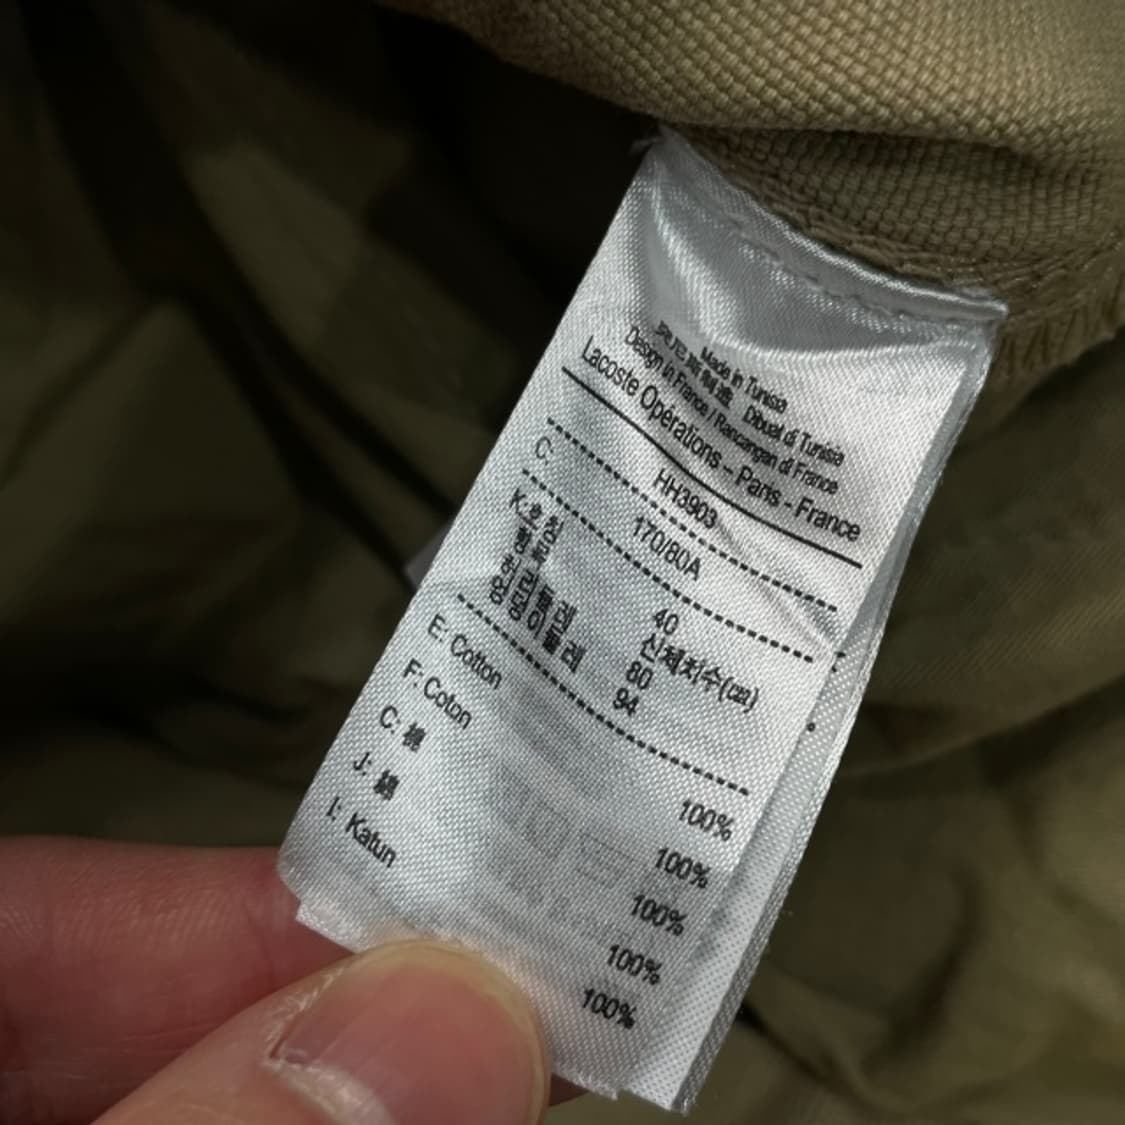 Made in Tunisia
突尼斯制造 Dibuat di Tunisia
Design in France / Rancangan di France
Lacoste Opérations – Paris - France
HH3903
C: 170/80A
K: 호칭 40
신체치수(cm)
허리둘레 80
엉덩이둘레 94
E: Cotton 100%
F: Coton 100%
C: 棉 100%
J: 綿 100%
I: Katun 100%